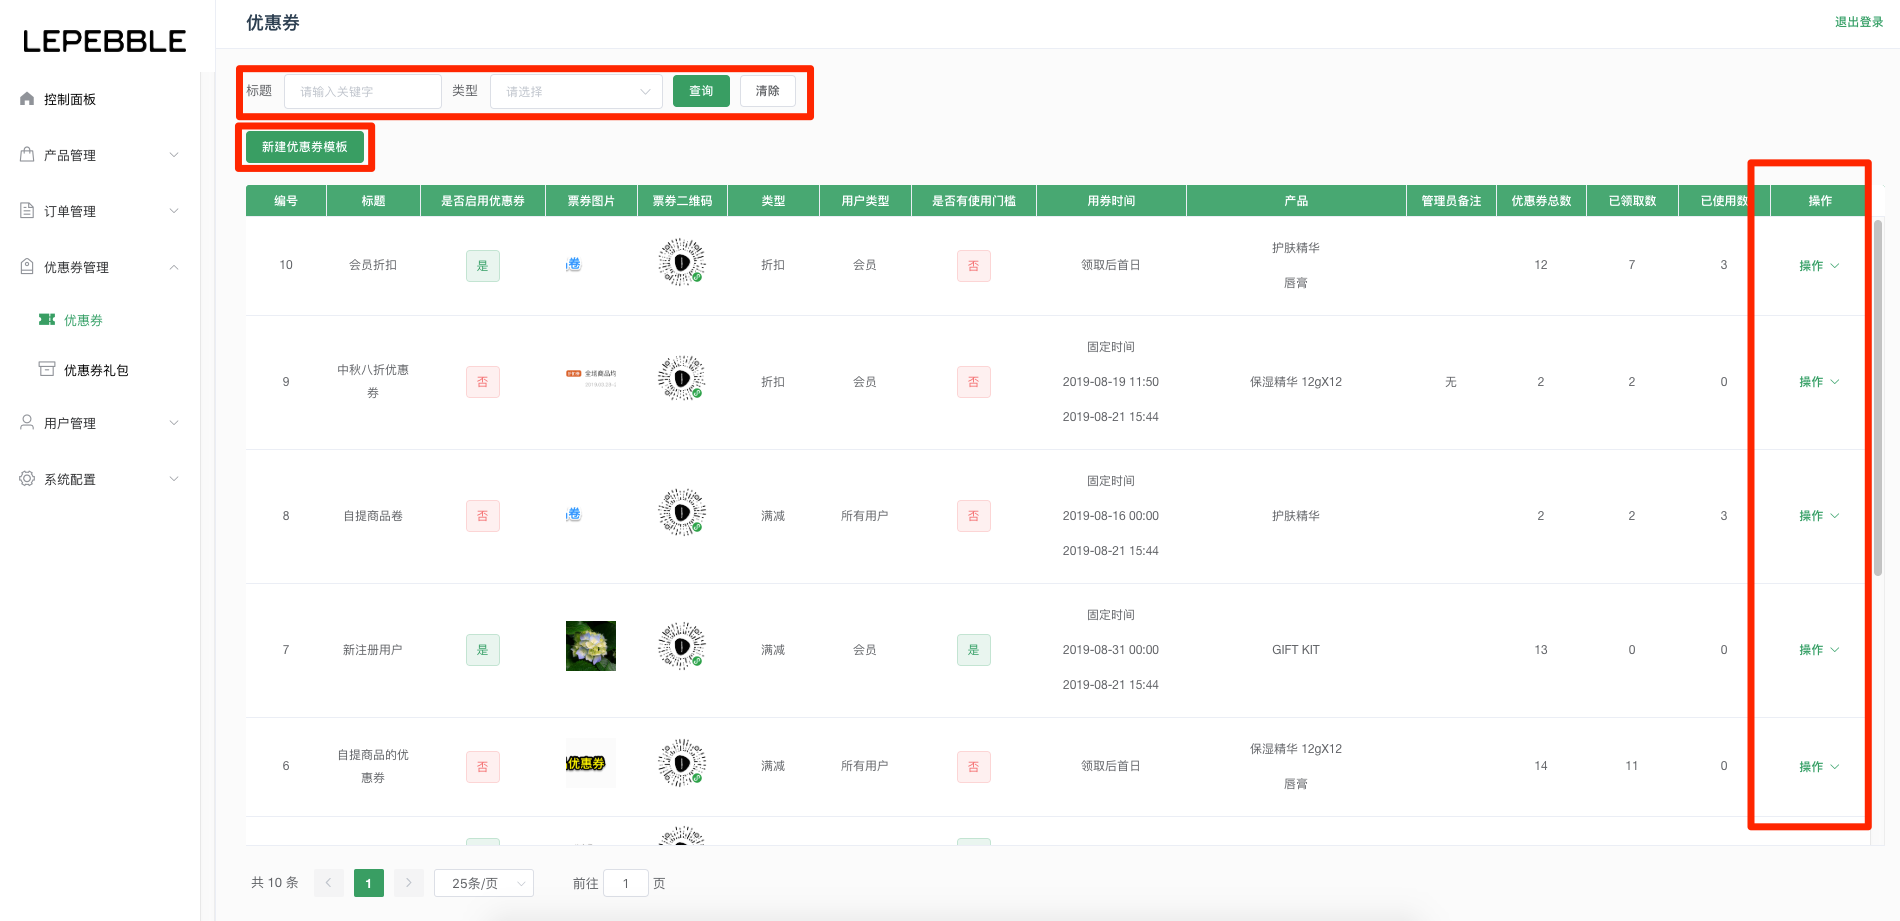 LEPEBBLE
优惠券
退出登录
控制面板
产品管理
订单管理
优惠券管理
优惠券
优惠券礼包
用户管理
系统配置
标题 请输入关键字 类型 请选择 查询 清除
新建优惠券模板
编号 标题 是否启用优惠券 票券图片 票券二维码 类型 用户类型 是否有使用门槛 用券时间 产品 管理员备注 优惠券总数 已领取数 已使用数 操作
护肤精华
10 会员折扣 是 卷 折扣 会员 否 领取后首日 12 7 3 操作
唇膏
固定时间
中秋八折优惠
9 否 折扣 会员 否 2019-08-19 11:50 保湿精华 12gX12 无 2 2 0 操作
券
2019-08-21 15:44
固定时间
8 自提商品卷 否 卷 满减 所有用户 否 2019-08-16 00:00 护肤精华 2 2 3 操作
2019-08-21 15:44
固定时间
7 新注册用户 是 满减 会员 是 2019-08-31 00:00 GIFT KIT 13 0 0 操作
2019-08-21 15:44
自提商品的优 保湿精华 12gX12
6 否 优惠券 满减 所有用户 否 领取后首日 14 11 0 操作
惠券 唇膏
共 10 条 1 25条/页 前往 1 页